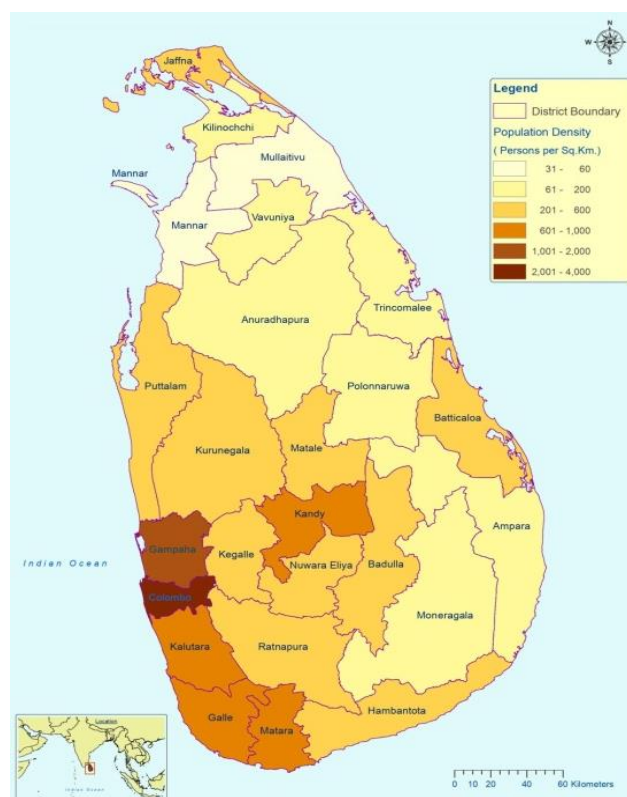 N
W E
S
Legend
District Boundary
Population Density
( Persons per Sq.Km.)
31 - 60
61 - 200
201 - 600
601 - 1,000
1,001 - 2,000
2,001 - 4,000
Jaffna
Kilinochchi
Mullaitivu
Mannar
Mannar
Vavuniya
Trincomalee
Anuradhapura
Polonnaruwa
Puttalam
Batticaloa
Kurunegala
Matale
Kandy
Ampara
Gampaha
Kegalle
Nuwara Eliya
Badulla
Indian Ocean
Colombo
Moneragala
Kalutara
Ratnapura
Hambantota
Galle
Matara
Location
Indian Ocean
0 10 20 40 60 Kilometers